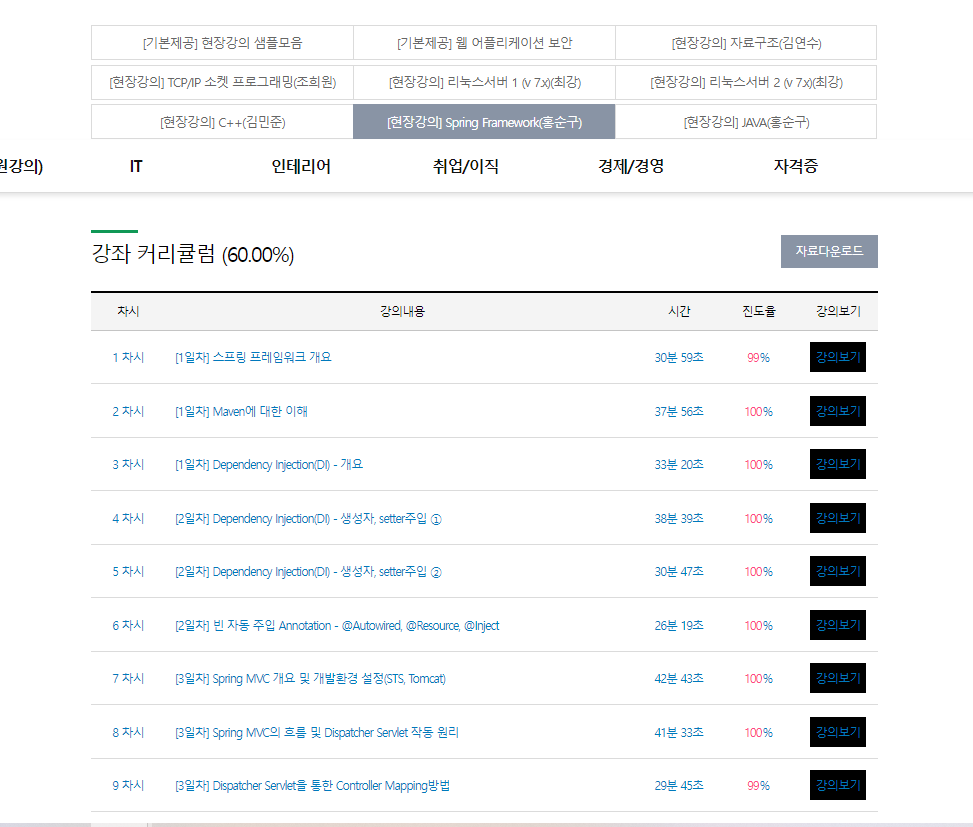 [기본제공] 현장강의 샘플모음 [기본제공] 웹 어플리케이션 보안 [현장강의] 자료구조(김연수)
[현장강의] TCP/IP 소켓 프로그래밍(조희원) [현장강의] 리눅스서버 1 (v 7.x)(최강) [현장강의] 리눅스서버 2 (v 7.x)(최강)
[현장강의] C++(김민준) [현장강의] Spring Framework(홍순구) [현장강의] JAVA(홍순구)
원강의) IT 인테리어 취업/이직 경제/경영 자격증
강좌 커리큘럼 (60.00%) 자료다운로드
차시 강의내용 시간 진도율 강의보기
1 차시 [1일차] 스프링 프레임워크 개요 30분 59초 99% 강의보기
2 차시 [1일차] Maven에 대한 이해 37분 56초 100% 강의보기
3 차시 [1일차] Dependency Injection(DI) - 개요 33분 20초 100% 강의보기
4 차시 [2일차] Dependency Injection(DI) - 생성자, setter주입 ① 38분 39초 100% 강의보기
5 차시 [2일차] Dependency Injection(DI) - 생성자, setter주입 ② 30분 47초 100% 강의보기
6 차시 [2일차] 빈 자동 주입 Annotation - @Autowired, @Resource, @Inject 26분 19초 100% 강의보기
7 차시 [3일차] Spring MVC 개요 및 개발환경 설정(STS, Tomcat) 42분 43초 100% 강의보기
8 차시 [3일차] Spring MVC의 흐름 및 Dispatcher Servlet 작동 원리 41분 33초 100% 강의보기
9 차시 [3일차] Dispatcher Servlet을 통한 Controller Mapping방법 29분 45초 99% 강의보기